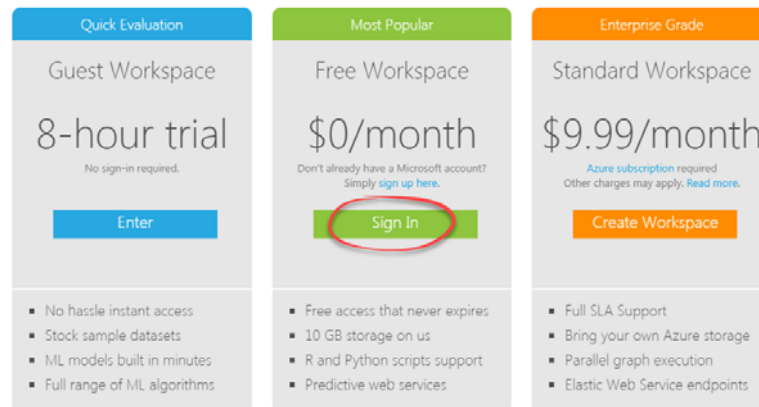 Quick Evaluation
Guest Workspace
8-hour trial
No sign-in required.
Enter
No hassle instant access
Stock sample datasets
ML models built in minutes
Full range of ML algorithms
Most Popular
Free Workspace
$0/month
Don't already have a Microsoft account?
Simply sign up here.
Sign In
Free access that never expires
10 GB storage on us
R and Python scripts support
Predictive web services
Enterprise Grade
Standard Workspace
$9.99/month
Azure subscription required
Other charges may apply. Read more.
Create Workspace
Full SLA Support
Bring your own Azure storage
Parallel graph execution
Elastic Web Service endpoints